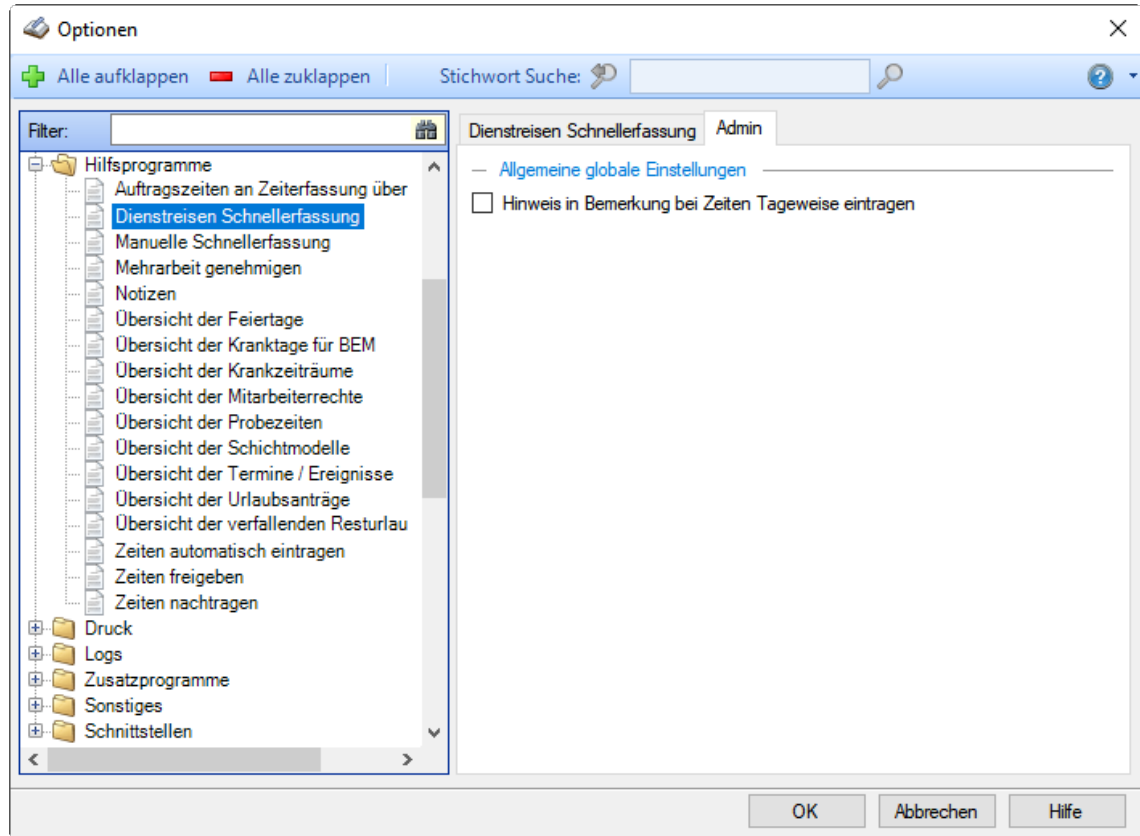 Optionen
Alle aufklappen Alle zuklappen Stichwort Suche:
Filter:
Hilfsprogramme
Auftragszeiten an Zeiterfassung über
Dienstreisen Schnellerfassung
Manuelle Schnellerfassung
Mehrarbeit genehmigen
Notizen
Übersicht der Feiertage
Übersicht der Kranktage für BEM
Übersicht der Krankzeiträume
Übersicht der Mitarbeiterrechte
Übersicht der Probezeiten
Übersicht der Schichtmodelle
Übersicht der Termine / Ereignisse
Übersicht der Urlaubsanträge
Übersicht der verfallenden Resturlau
Zeiten automatisch eintragen
Zeiten freigeben
Zeiten nachtragen
Druck
Logs
Zusatzprogramme
Sonstiges
Schnittstellen
Dienstreisen Schnellerfassung Admin
Allgemeine globale Einstellungen
Hinweis in Bemerkung bei Zeiten Tageweise eintragen
OK Abbrechen Hilfe